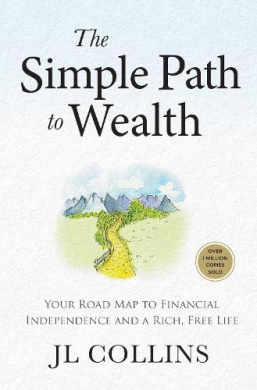 The
Simple Path
to Wealth
OVER
1 MILLION
COPIES
SOLD
YOUR ROAD MAP TO FINANCIAL
INDEPENDENCE AND A RICH, FREE LIFE
JL COLLINS